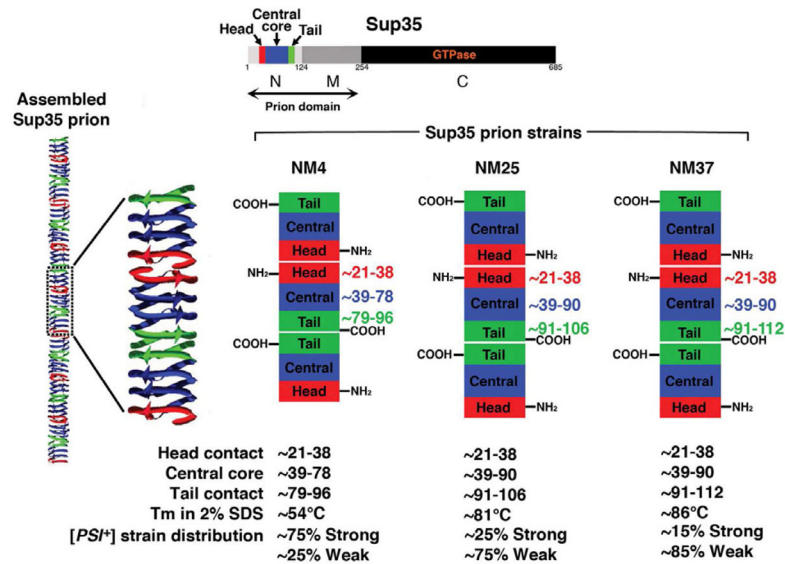 Central
Head core Tail Sup35
GTPase
1 124 254 685
N M C
Prion domain
Assembled
Sup35 prion
Sup35 prion strains
NM4 NM25 NM37
COOH Tail COOH Tail COOH Tail
Central Central Central
Head NH₂ Head NH₂ Head NH₂
NH₂ Head ~21-38 NH₂ Head ~21-38 NH₂ Head ~21-38
Central ~39-78 Central ~39-90 Central ~39-90
Tail ~79-96 Tail ~91-106 Tail ~91-112
COOH COOH COOH
COOH Tail COOH Tail COOH Tail
Central Central Central
Head NH₂ Head NH₂ Head NH₂
Head contact ~21-38 ~21-38 ~21-38
Central core ~39-78 ~39-90 ~39-90
Tail contact ~79-96 ~91-106 ~91-112
Tm in 2% SDS ~54°C ~81°C ~86°C
[PSI⁺] strain distribution ~75% Strong ~25% Strong ~15% Strong
~25% Weak ~75% Weak ~85% Weak